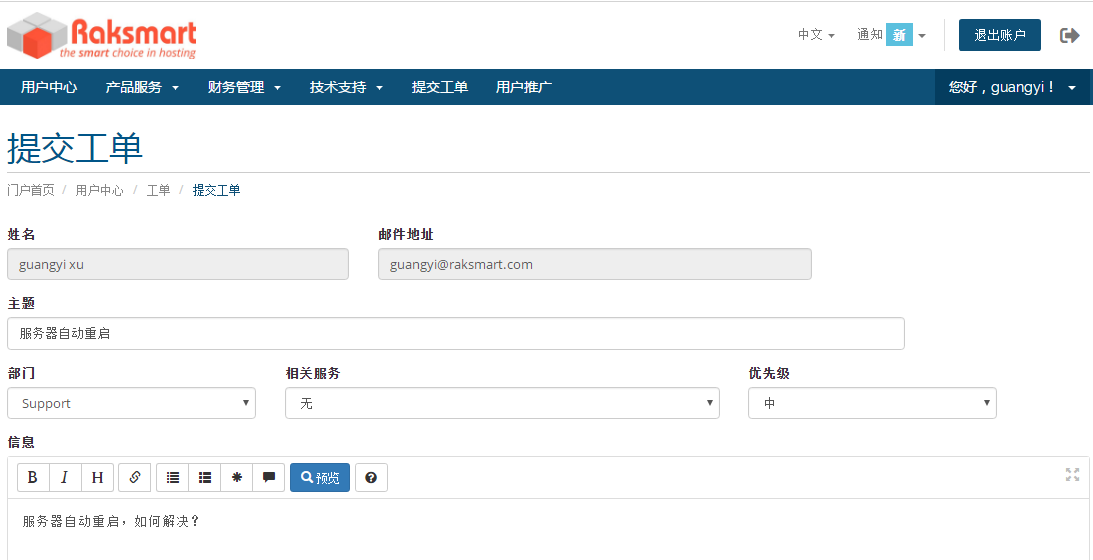 Raksmart
the smart choice in hosting
中文 通知 新 退出账户
用户中心 产品服务 财务管理 技术支持 提交工单 用户推广 您好，guangyi！
提交工单
门户首页 / 用户中心 / 工单 / 提交工单
姓名 邮件地址
guangyi xu guangyi@raksmart.com
主题
服务器自动重启
部门 相关服务 优先级
Support 无 中
信息
B I H 预览
服务器自动重启，如何解决？